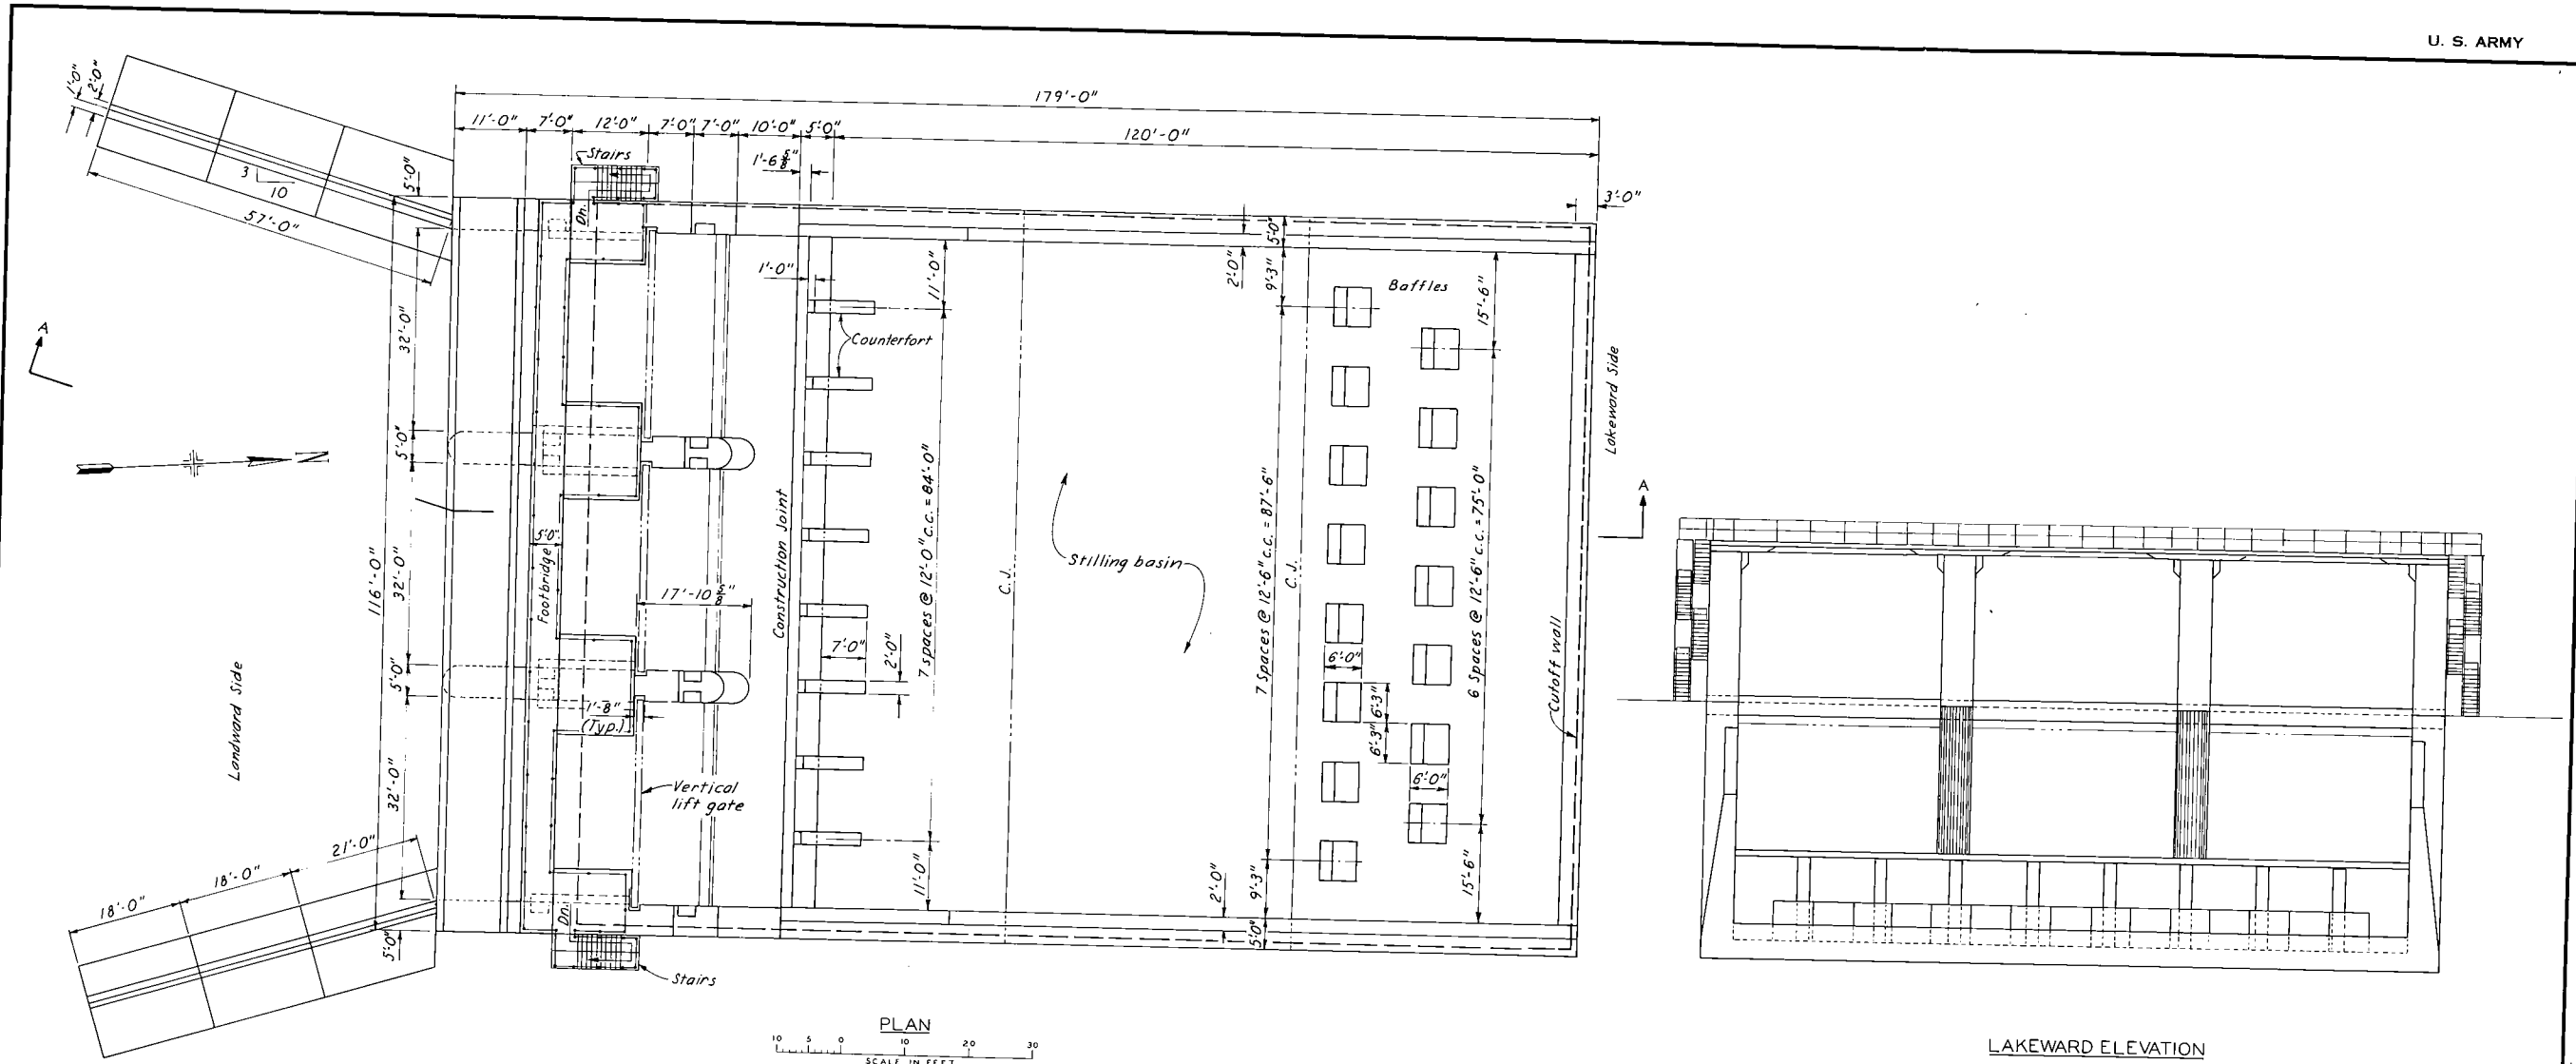 U. S. ARMY
179'-0"
11'-0" 7'-0" 12'-0" 7'-0" 7'-0" 10'-0" 5'-0" 120'-0"
1'-0"
2'-0"
Stairs
1'-6 5/8"
3
10
57'-0"
5'-0"
Dn.
3'-0"
5'-0"
2'-0"
9'-3"
1'-0"
11'-0"
Baffles
15'-6"
A
32'-0"
Counterfort
Lakeward Side
5'-0"
N
A
116'-0"
32'-0"
5'-0"
Footbridge
17'-10 5/8"
Construction Joint
7 spaces @ 12'-0" c.c. = 84'-0"
C.J.
Stilling basin
7 Spaces @ 12'-6" c.c. = 87'-6"
C.J.
6 Spaces @ 12'-6" c.c. = 75'-0"
7'-0"
2'-0"
6'-0"
6'-3"
6'-3"
6'-0"
Cutoff wall
Landward Side
5'-0"
1'-8"
(Typ.)
32'-0"
Vertical
lift gate
18'-0" 18'-0" 21'-0"
11'-0"
2'-0"
9'-3"
15'-6"
5'-0"
Dn.
5'-0"
Stairs
PLAN
10 5 0 10 20 30
SCALE IN FEET
LAKEWARD ELEVATION